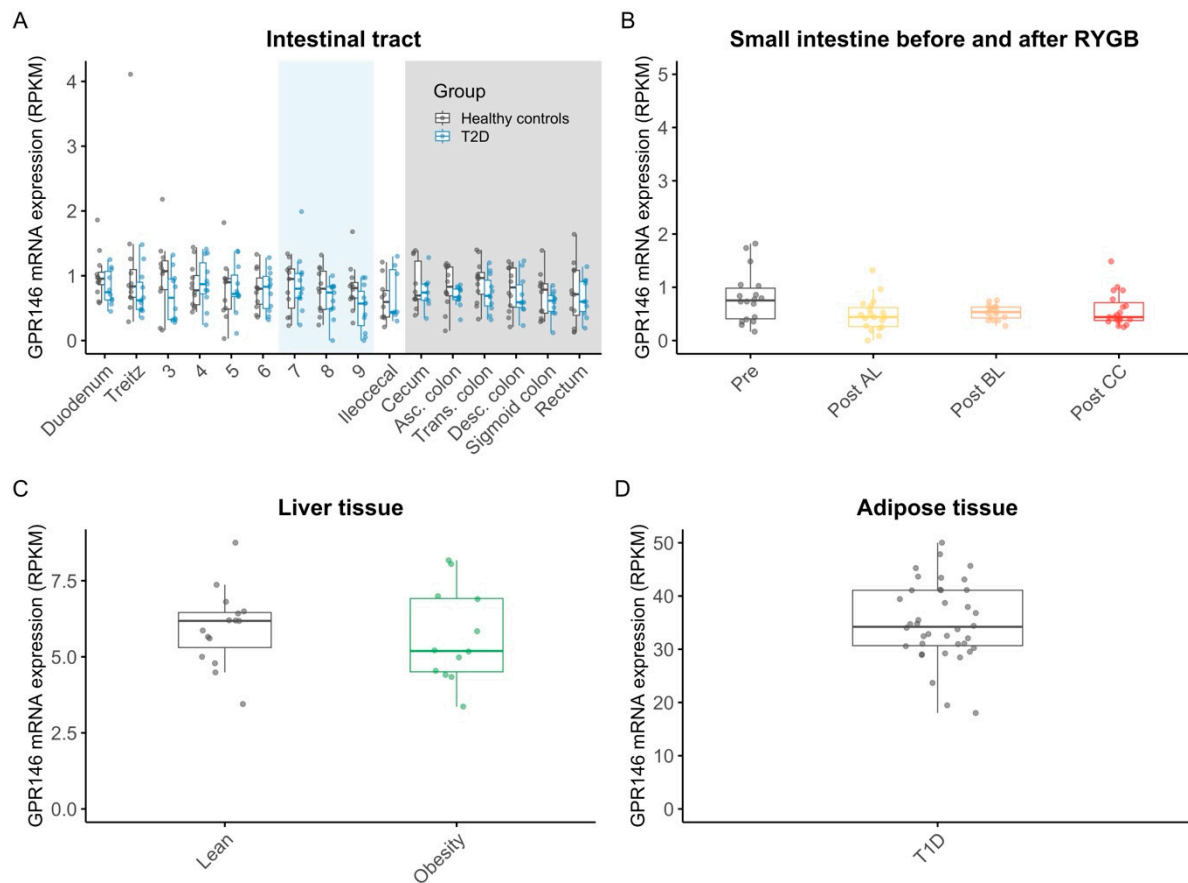 A
Intestinal tract
GPR146 mRNA expression (RPKM)
4
3
2
1
0
Group
Healthy controls
T2D
Duodenum
Treitz
3
4
5
6
7
8
9
Ileocecal
Cecum
Asc. colon
Trans. colon
Desc. colon
Sigmoid colon
Rectum
B
Small intestine before and after RYGB
GPR146 mRNA expression (RPKM)
5
4
3
2
1
0
Pre
Post AL
Post BL
Post CC
C
Liver tissue
GPR146 mRNA expression (RPKM)
7.5
5.0
2.5
0.0
Lean
Obesity
D
Adipose tissue
GPR146 mRNA expression (RPKM)
50
40
30
20
10
0
T1D